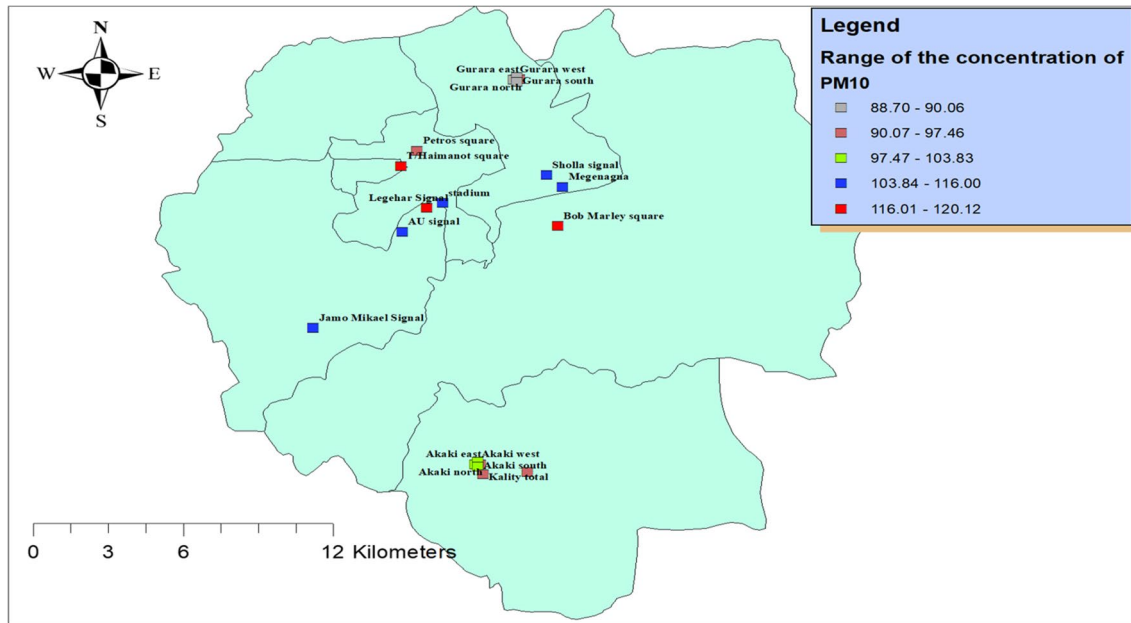 N
W
E
S
Legend
Range of the concentration of
PM10
88.70 - 90.06
90.07 - 97.46
97.47 - 103.83
103.84 - 116.00
116.01 - 120.12
Gurara east Gurara west
Gurara south
Gurara north
Petros square
T/Haimanot square
Sholla signal
Megenagna
Legehar Signal
stadium
Bob Marley square
AU signal
Jamo Mikael Signal
Akaki east Akaki west
Akaki south
Akaki north
Kality total
0 3 6 12 Kilometers